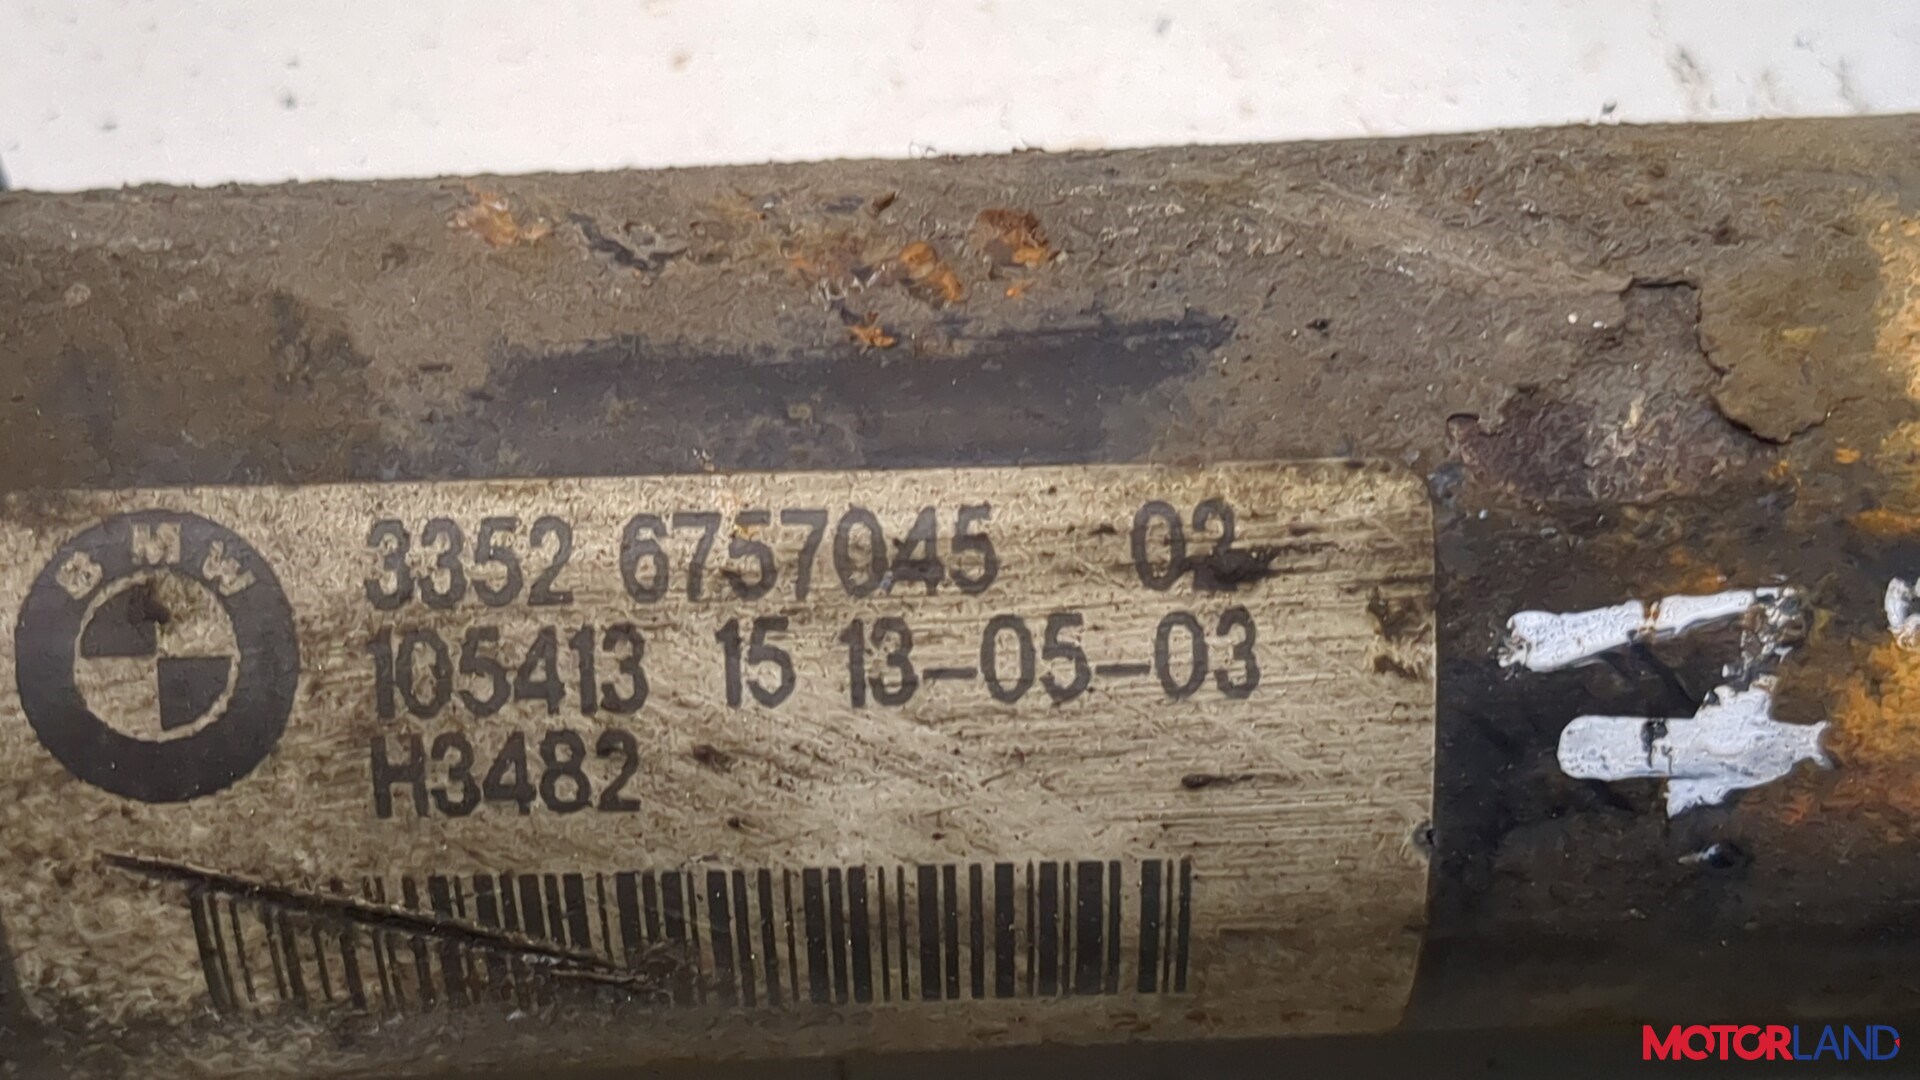 BMW
3352 6757045 02
105413 15 13-05-03
H3482
MOTORLAND